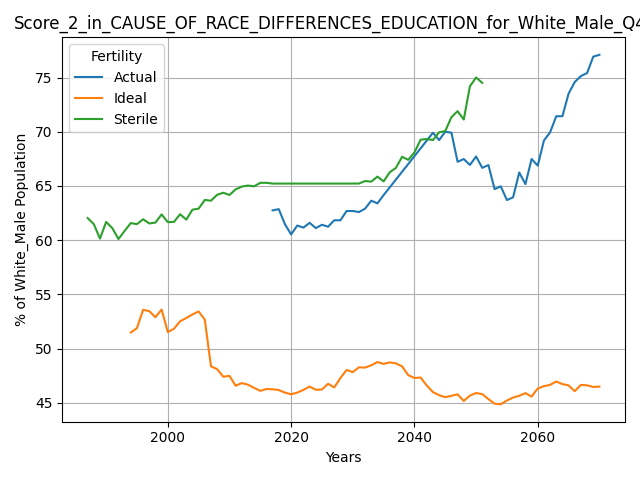 Score_2_in_CAUSE_OF_RACE_DIFFERENCES_EDUCATION_for_White_Male_Q4
Fertility
Actual
Ideal
Sterile
75
70
65
60
55
50
45
% of White_Male Population
2000
2020
2040
2060
Years